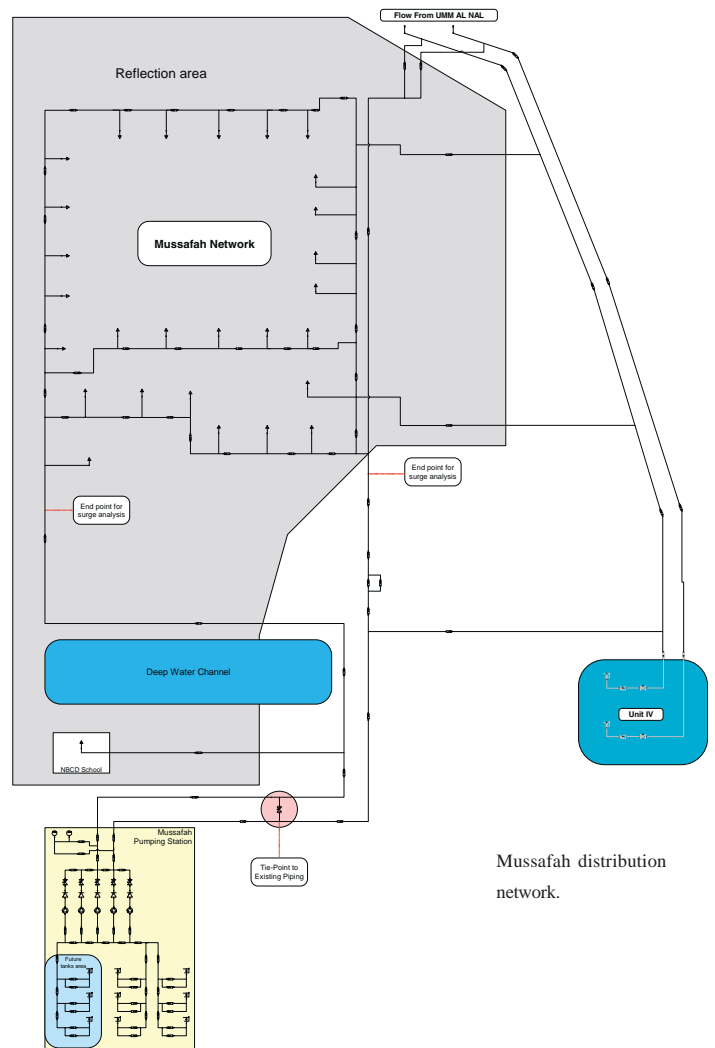 Flow From UMM AL NAL
Reflection area
Mussafah Network
End point for
surge analysis
End point for
surge analysis
Deep Water Channel
Unit IV
NBCD School
Mussafah
Pumping Station
Tie-Point to
Existing Piping
Mussafah distribution
network.
Future
tanks area